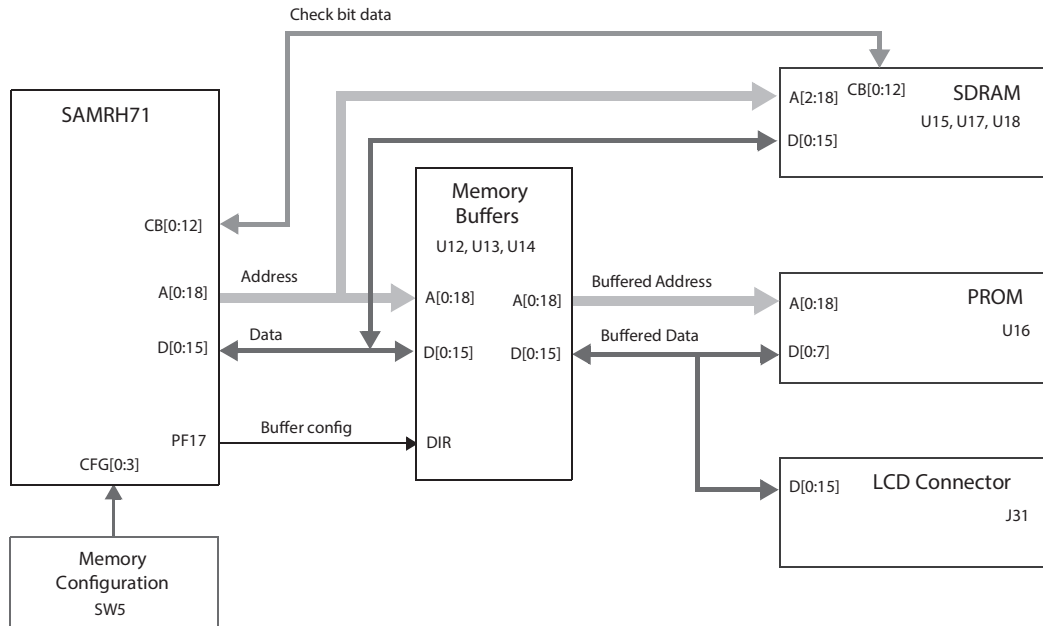 Check bit data
SAMRH71
CB[0:12]
A[0:18]
D[0:15]
PF17
CFG[0:3]
Address
Data
Buffer config
Memory
Configuration
SW5
Memory
Buffers
U12, U13, U14
A[0:18]
A[0:18]
D[0:15]
D[0:15]
DIR
Buffered Address
Buffered Data
A[2:18]
CB[0:12]
SDRAM
U15, U17, U18
D[0:15]
PROM
A[0:18]
U16
D[0:7]
LCD Connector
D[0:15]
J31